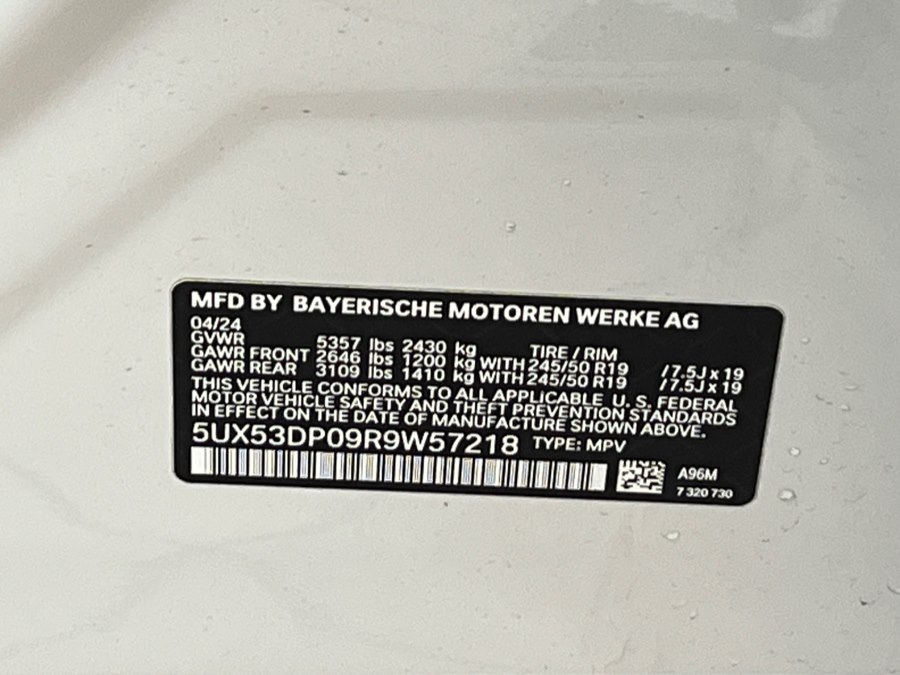 MFD BY BAYERISCHE MOTOREN WERKE AG
04/24
GVWR 5357 lbs 2430 kg TIRE / RIM
GAWR FRONT 2646 lbs 1200 kg WITH 245/50 R19 /7.5J x 19
GAWR REAR 3109 lbs 1410 kg WITH 245/50 R19 /7.5J x 19
THIS VEHICLE CONFORMS TO ALL APPLICABLE U. S. FEDERAL
MOTOR VEHICLE SAFETY AND THEFT PREVENTION STANDARDS
IN EFFECT ON THE DATE OF MANUFACTURE SHOWN ABOVE.
5UX53DP09R9W57218 TYPE: MPV
A96M
7 320 730